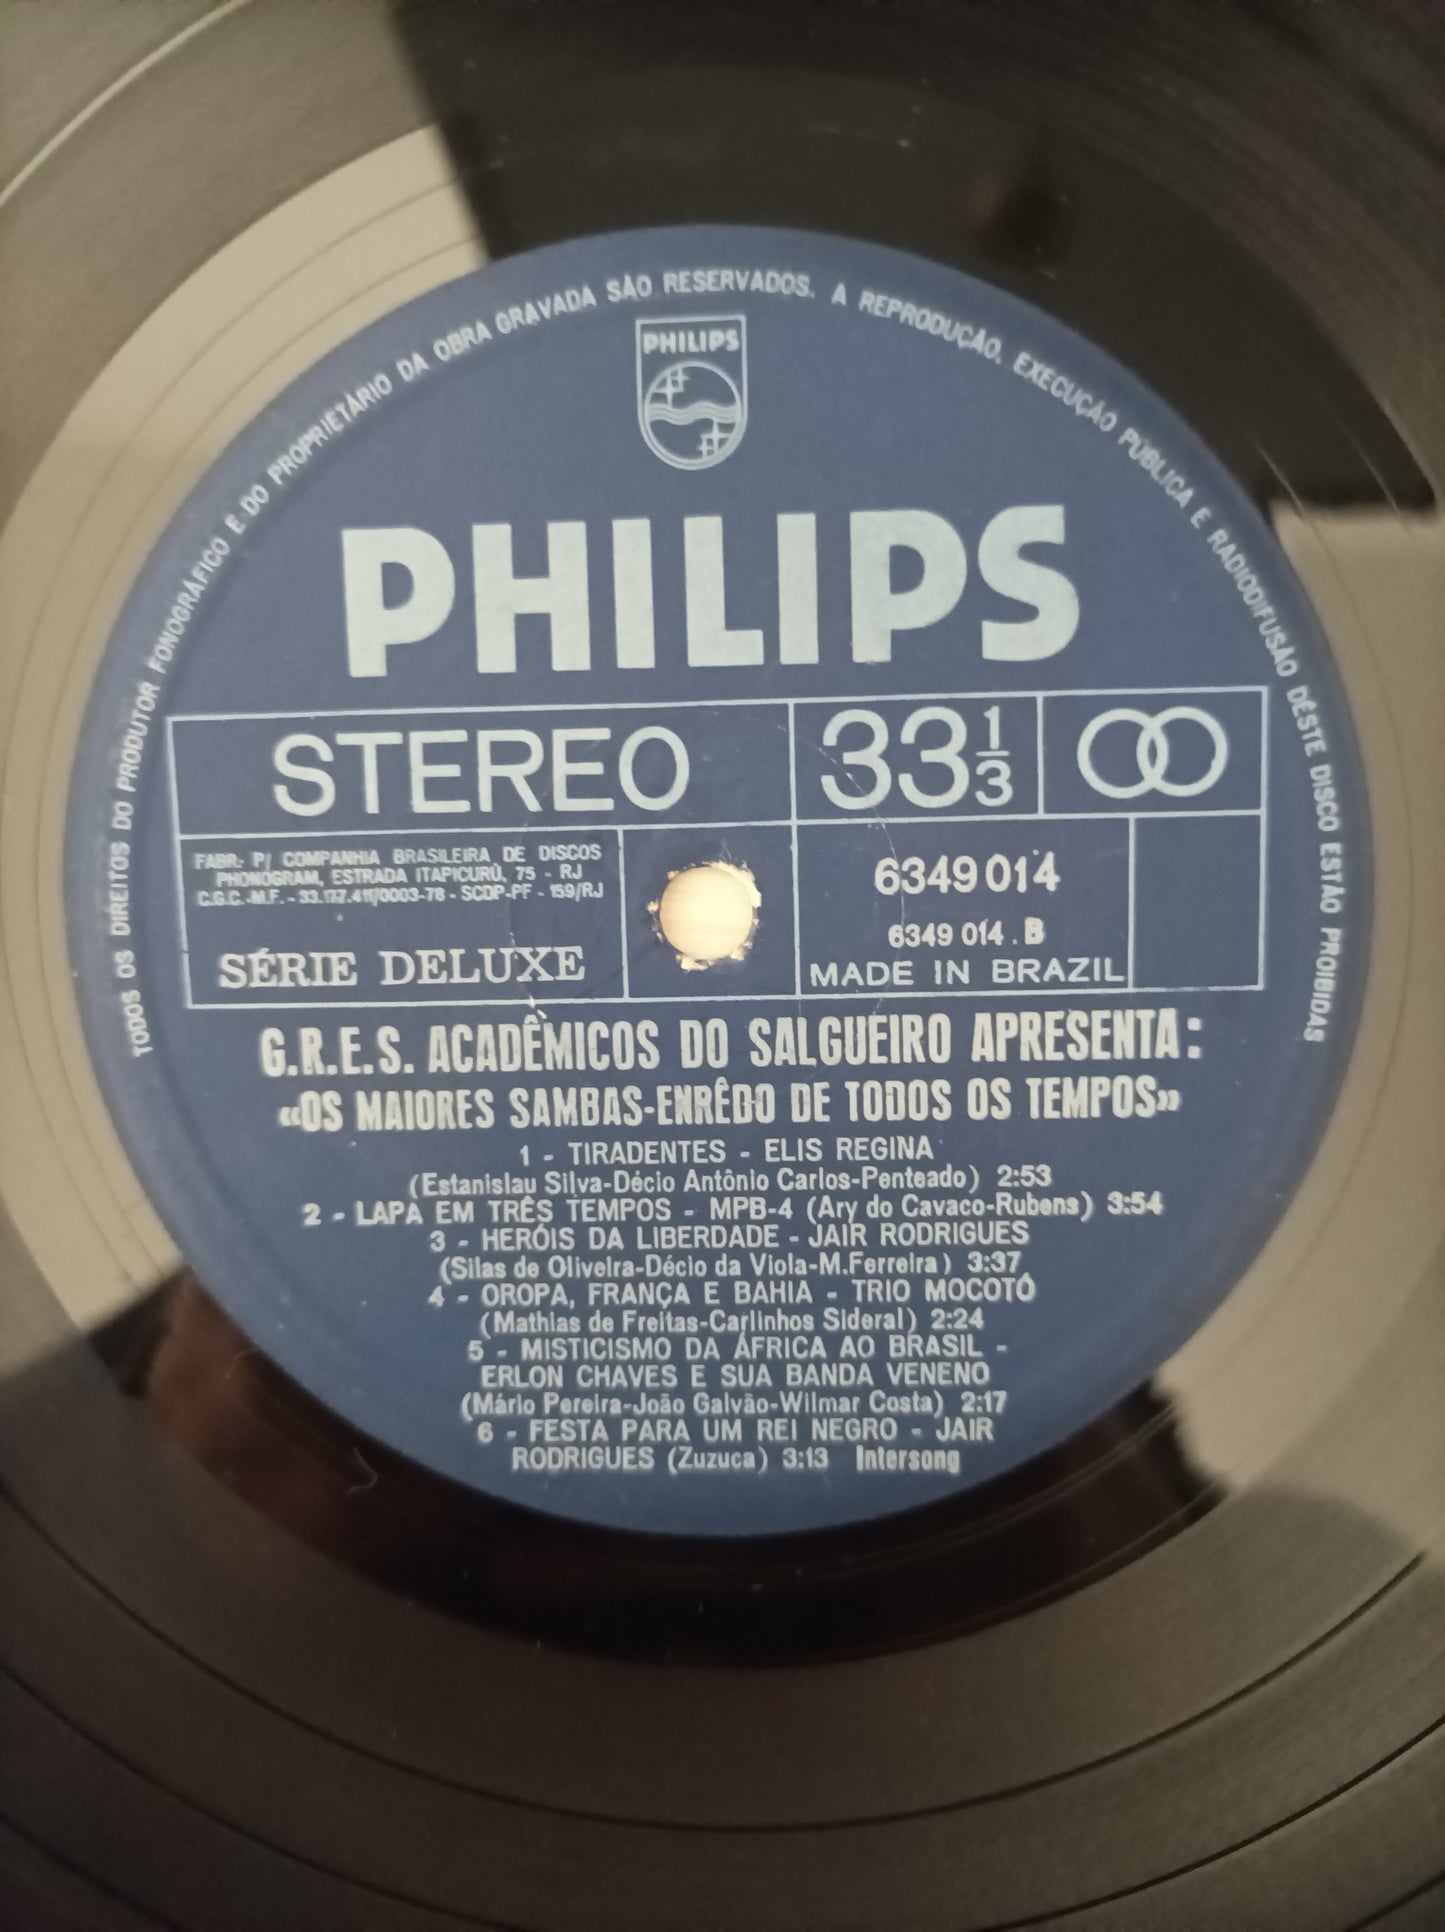 TODOS OS DIREITOS DO PRODUTOR FONOGRÁFICO E DO PROPRIETÁRIO DA OBRA GRAVADA SÃO RESERVADOS. A REPRODUÇÃO, EXECUÇÃO PÚBLICA E RADIODIFUSÃO DÊSTE DISCO ESTÃO PROIBIDAS
PHILIPS
PHILIPS
STEREO
33 1/3
FABR. P/ COMPANHIA BRASILEIRA DE DISCOS
PHONOGRAM, ESTRADA ITAPICURÚ, 75 - RJ
C.G.C.-M.F. - 33.177.411/0003-78 - SCDP-PF - 159/RJ
SÉRIE DELUXE
6349 014
6349 014 . B
MADE IN BRAZIL
G.R.E.S. ACADÊMICOS DO SALGUEIRO APRESENTA:
«OS MAIORES SAMBAS-ENRÊDO DE TODOS OS TEMPOS»
1 - TIRADENTES - ELIS REGINA
(Estanislau Silva-Décio Antônio Carlos-Penteado) 2:53
2 - LAPA EM TRÊS TEMPOS - MPB-4 (Ary do Cavaco-Rubens) 3:54
3 - HERÓIS DA LIBERDADE - JAIR RODRIGUES
(Silas de Oliveira-Décio da Viola-M.Ferreira) 3:37
4 - OROPA, FRANÇA E BAHIA - TRIO MOCOTÓ
(Mathias de Freitas-Carlinhos Sideral) 2:24
5 - MISTICISMO DA ÁFRICA AO BRASIL -
ERLON CHAVES E SUA BANDA VENENO
(Mário Pereira-João Galvão-Wilmar Costa) 2:17
6 - FESTA PARA UM REI NEGRO - JAIR
RODRIGUES (Zuzuca) 3:13 Intersong